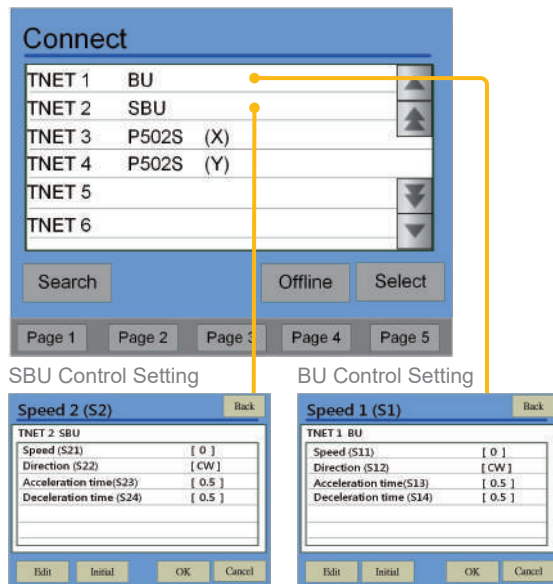 Connect
TNET 1 BU
TNET 2 SBU
TNET 3 P502S (X)
TNET 4 P502S (Y)
TNET 5
TNET 6
Search Offline Select
Page 1 Page 2 Page 3 Page 4 Page 5
SBU Control Setting
Speed 2 (S2) Back
TNET 2 SBU
Speed (S21) [ 0 ]
Direction (S22) [ CW ]
Acceleration time(S23) [ 0.5 ]
Deceleration time (S24) [ 0.5 ]
Edit Initial OK Cancel
BU Control Setting
Speed 1 (S1) Back
TNET 1 BU
Speed (S11) [ 0 ]
Direction (S12) [ CW ]
Acceleration time(S13) [ 0.5 ]
Deceleration time (S14) [ 0.5 ]
Edit Initial OK Cancel